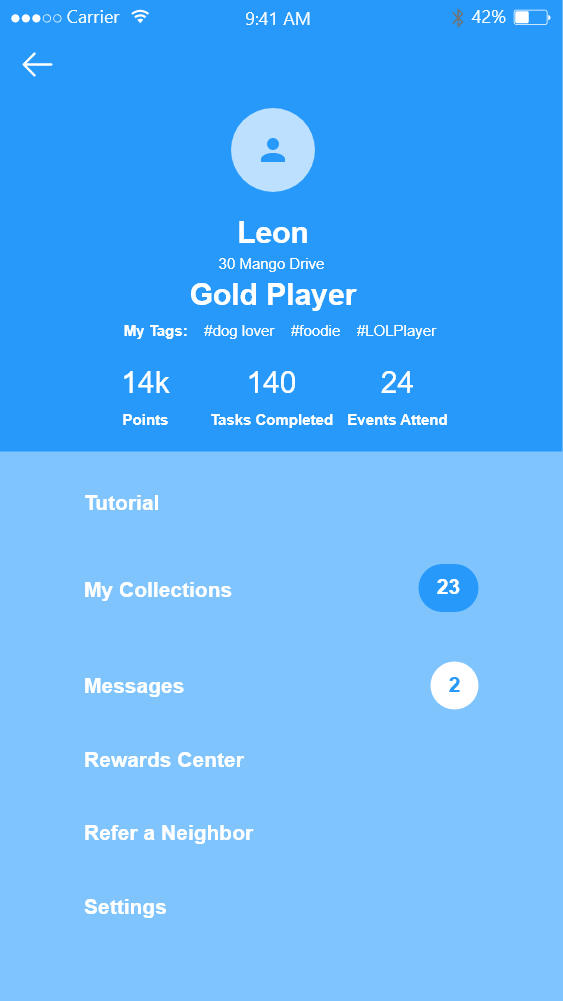 Carrier 9:41 AM 42%
Leon
30 Mango Drive
Gold Player
My Tags: #dog lover #foodie #LOLPlayer
14k 140 24
Points Tasks Completed Events Attend
Tutorial
My Collections 23
Messages 2
Rewards Center
Refer a Neighbor
Settings